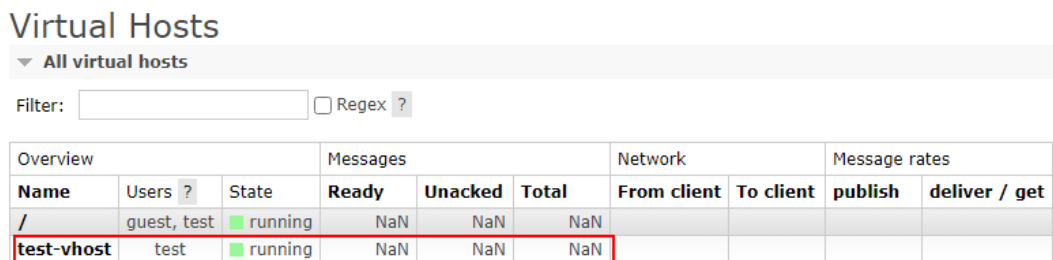 Virtual Hosts
All virtual hosts
Filter: Regex ?
Overview Messages Network Message rates
Name Users ? State Ready Unacked Total From client To client publish deliver / get
/ guest, test running NaN NaN NaN
test-vhost test running NaN NaN NaN